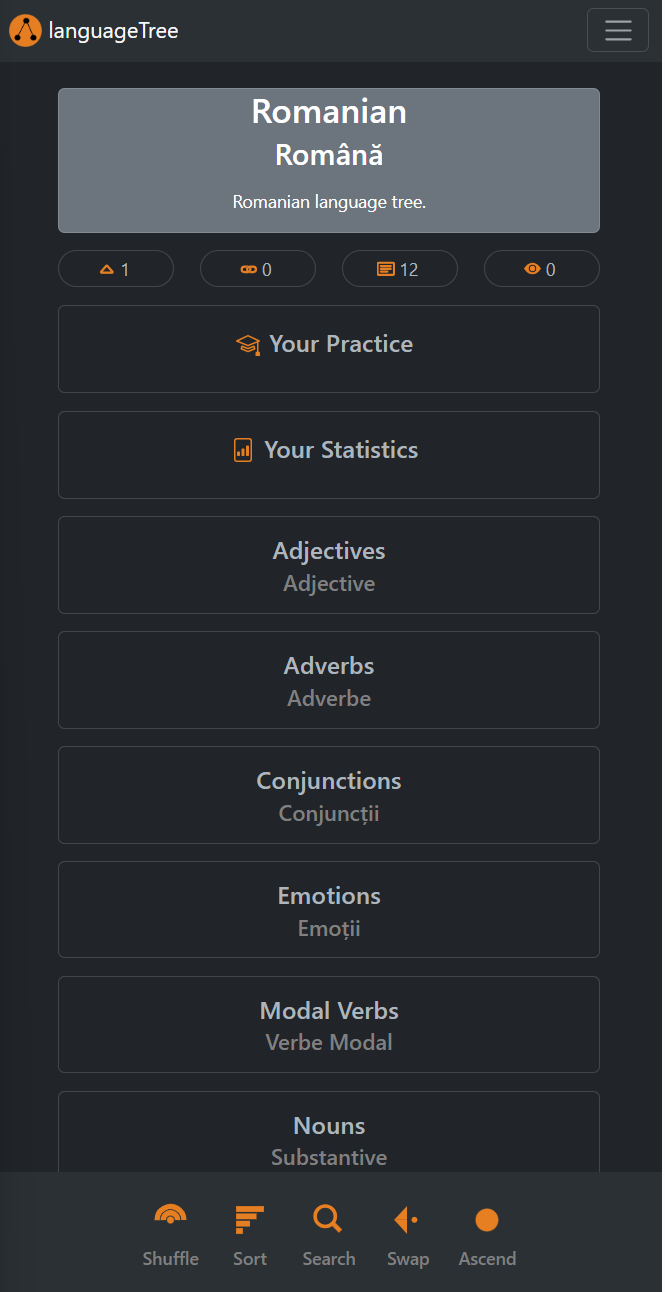 languageTree
Romanian
Română
Romanian language tree.
1 0 12 0
Your Practice
Your Statistics
Adjectives
Adjective
Adverbs
Adverbe
Conjunctions
Conjuncții
Emotions
Emoții
Modal Verbs
Verbe Modal
Nouns
Substantive
Shuffle Sort Search Swap Ascend